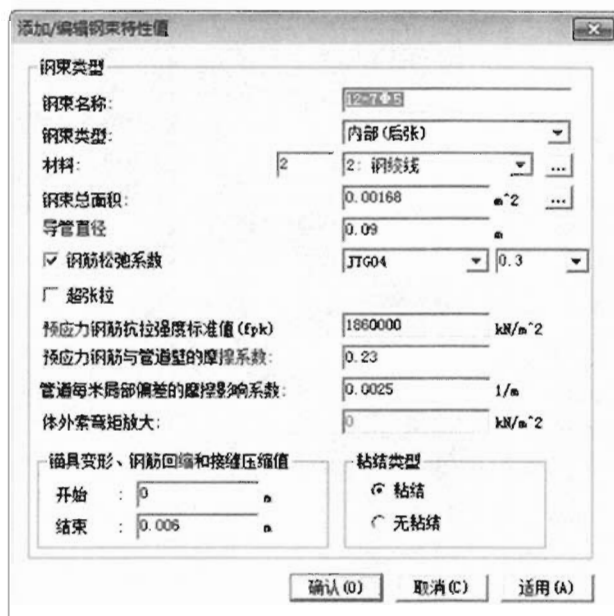 添加/编辑钢束特性值
钢束类型
钢束名称: 12-7Φ5
钢束类型: 内部(后张)
材料: 2 2: 钢绞线 ...
钢束总面积: 0.00168 m^2 ...
导管直径 0.09 m
钢筋松弛系数 JTG04 0.3
超张拉
预应力钢筋抗拉强度标准值(fpk) 1860000 kN/m^2
预应力钢筋与管道壁的摩擦系数: 0.23
管道每米局部偏差的摩擦影响系数: 0.0025 1/m
体外索弯矩放大: 0 kN/m^2
锚具变形、钢筋回缩和接缝压缩值
开始 : 0 m
结束 : 0.006 m
粘结类型
粘结
无粘结
确认(O) 取消(C) 适用(A)